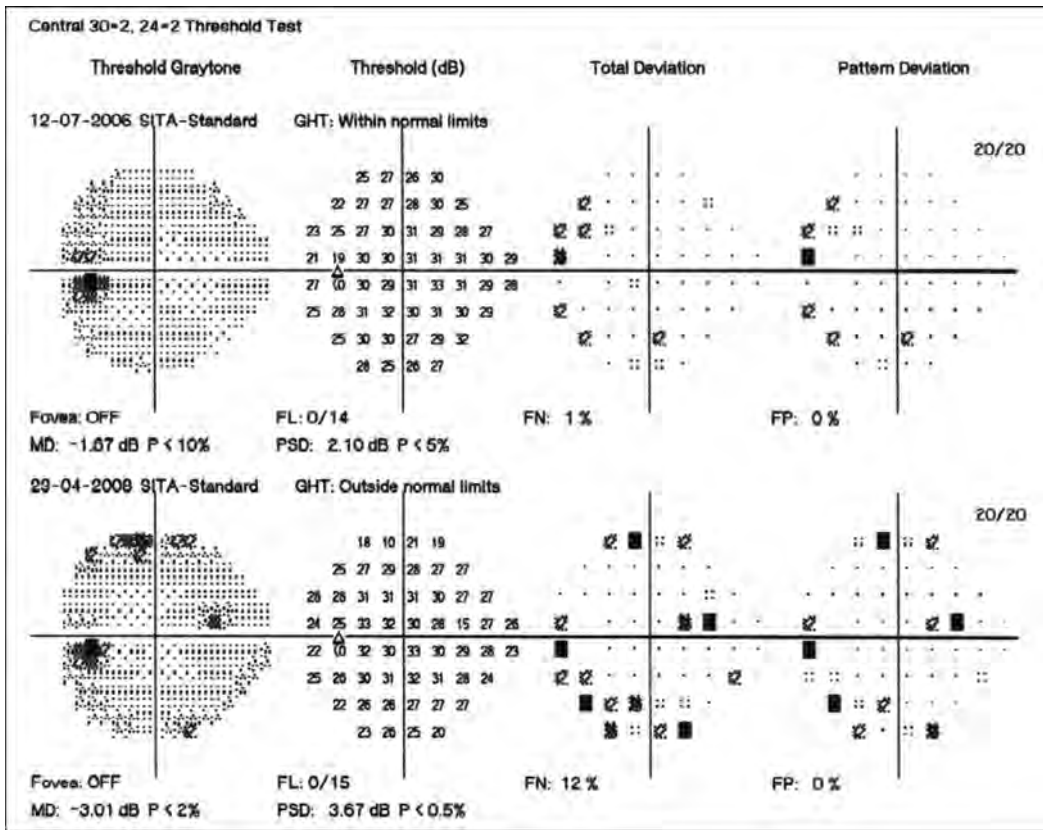 Central 30-2, 24-2 Threshold Test
Threshold Graytone Threshold (dB) Total Deviation Pattern Deviation
12-07-2006 SITA-Standard GHT: Within normal limits
20/20
25 27 26 30
22 27 27 28 30 25
23 25 27 30 31 29 28 27
21 19 30 30 31 31 31 30 29
27 <0 30 29 31 33 31 29 28
25 28 31 32 30 31 30 29
25 30 30 27 29 32
28 25 26 27
Fovea: OFF FL: 0/14 FN: 1 % FP: 0 %
MD: -1.67 dB P < 10% PSD: 2.10 dB P < 5%
29-04-2008 SITA-Standard GHT: Outside normal limits
20/20
18 10 21 19
25 27 29 28 27 27
28 28 31 31 31 30 27 27
24 25 33 32 30 28 15 27 26
22 <0 32 30 33 30 29 28 23
25 26 30 31 32 31 28 24
22 26 26 27 27 27
23 26 25 20
Fovea: OFF FL: 0/15 FN: 12 % FP: 0 %
MD: -3.01 dB P < 2% PSD: 3.67 dB P < 0.5%